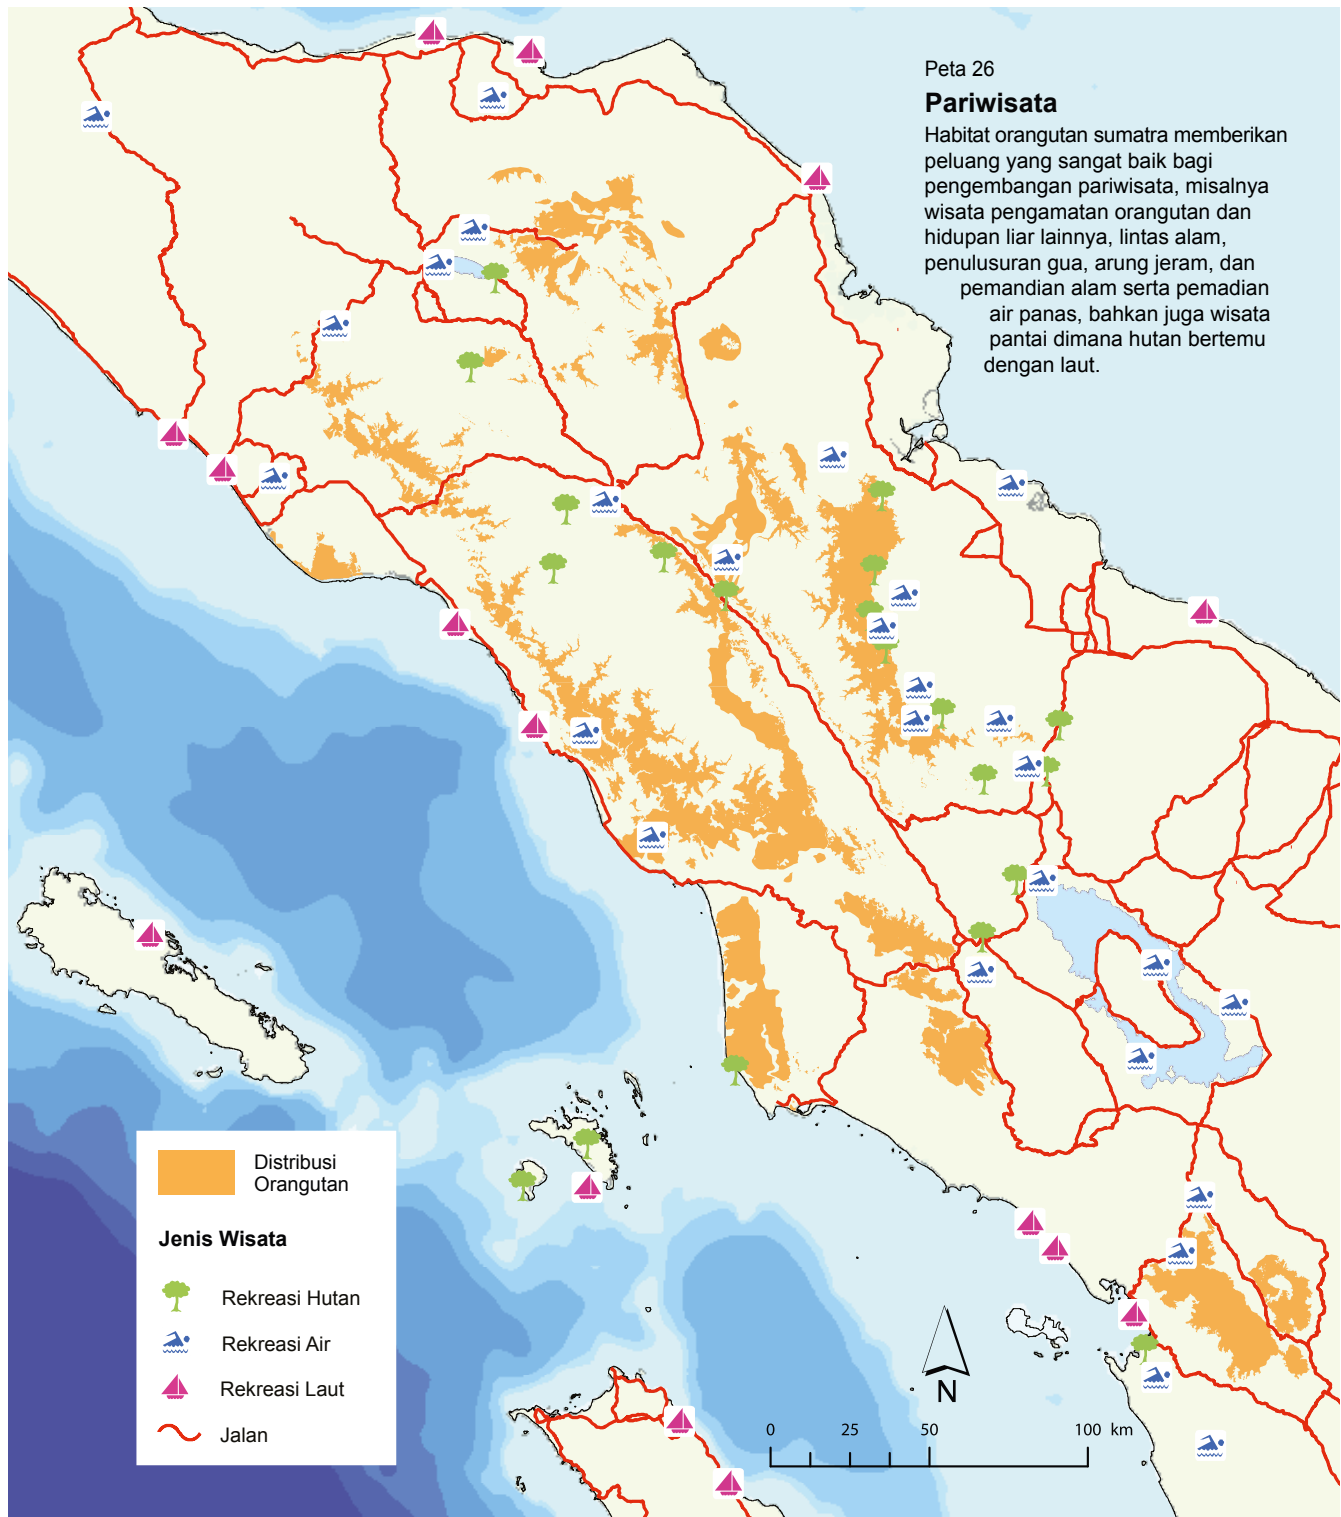 Peta 26
Pariwisata
Habitat orangutan sumatra memberikan
peluang yang sangat baik bagi
pengembangan pariwisata, misalnya
wisata pengamatan orangutan dan
hidupan liar lainnya, lintas alam,
penulusuran gua, arung jeram, dan
pemandian alam serta pemadian
air panas, bahkan juga wisata
pantai dimana hutan bertemu
dengan laut.
Distribusi
Orangutan
Jenis Wisata
Rekreasi Hutan
Rekreasi Air
Rekreasi Laut
Jalan
N
0 25 50 100 km